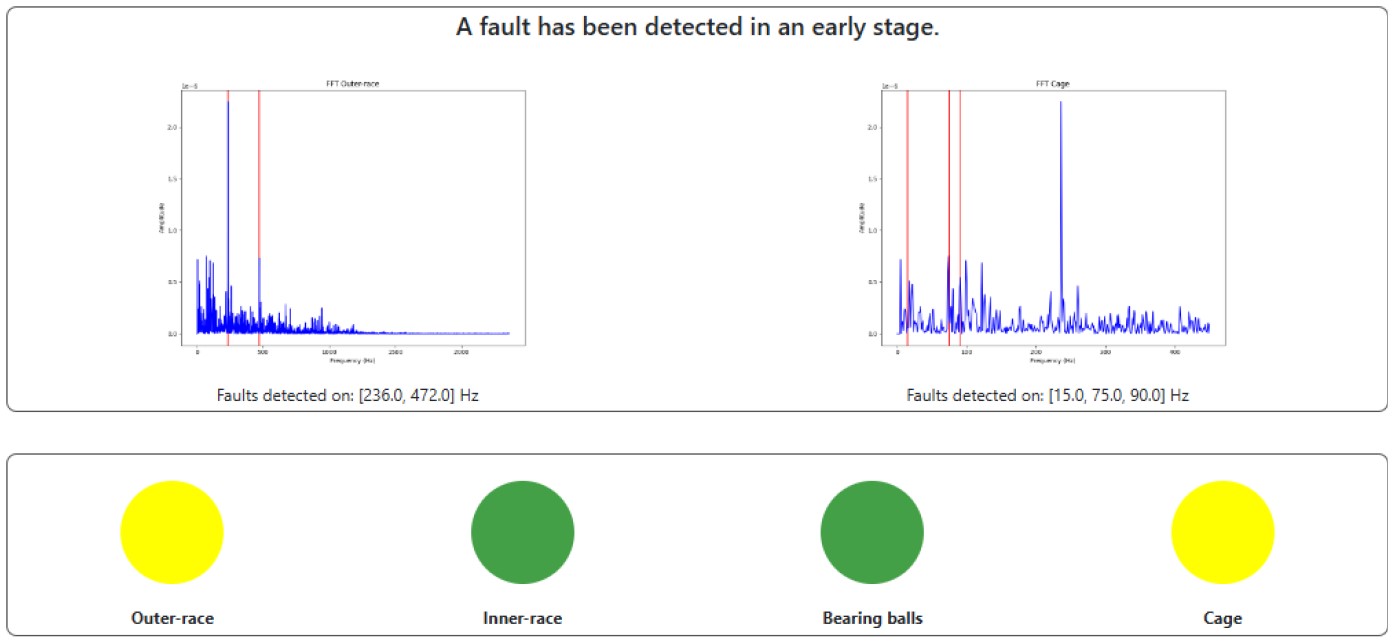 A fault has been detected in an early stage.
FFT Outer-race
1e-6
2.0
1.5
1.0
0.5
0.0
Amplitude
0 500 1000 1500 2000
Frequency (Hz)
Faults detected on: [236.0, 472.0] Hz
FFT Cage
1e-6
2.0
1.5
1.0
0.5
0.0
Amplitude
0 100 200 300 400
Frequency (Hz)
Faults detected on: [15.0, 75.0, 90.0] Hz
Outer-race
Inner-race
Bearing balls
Cage